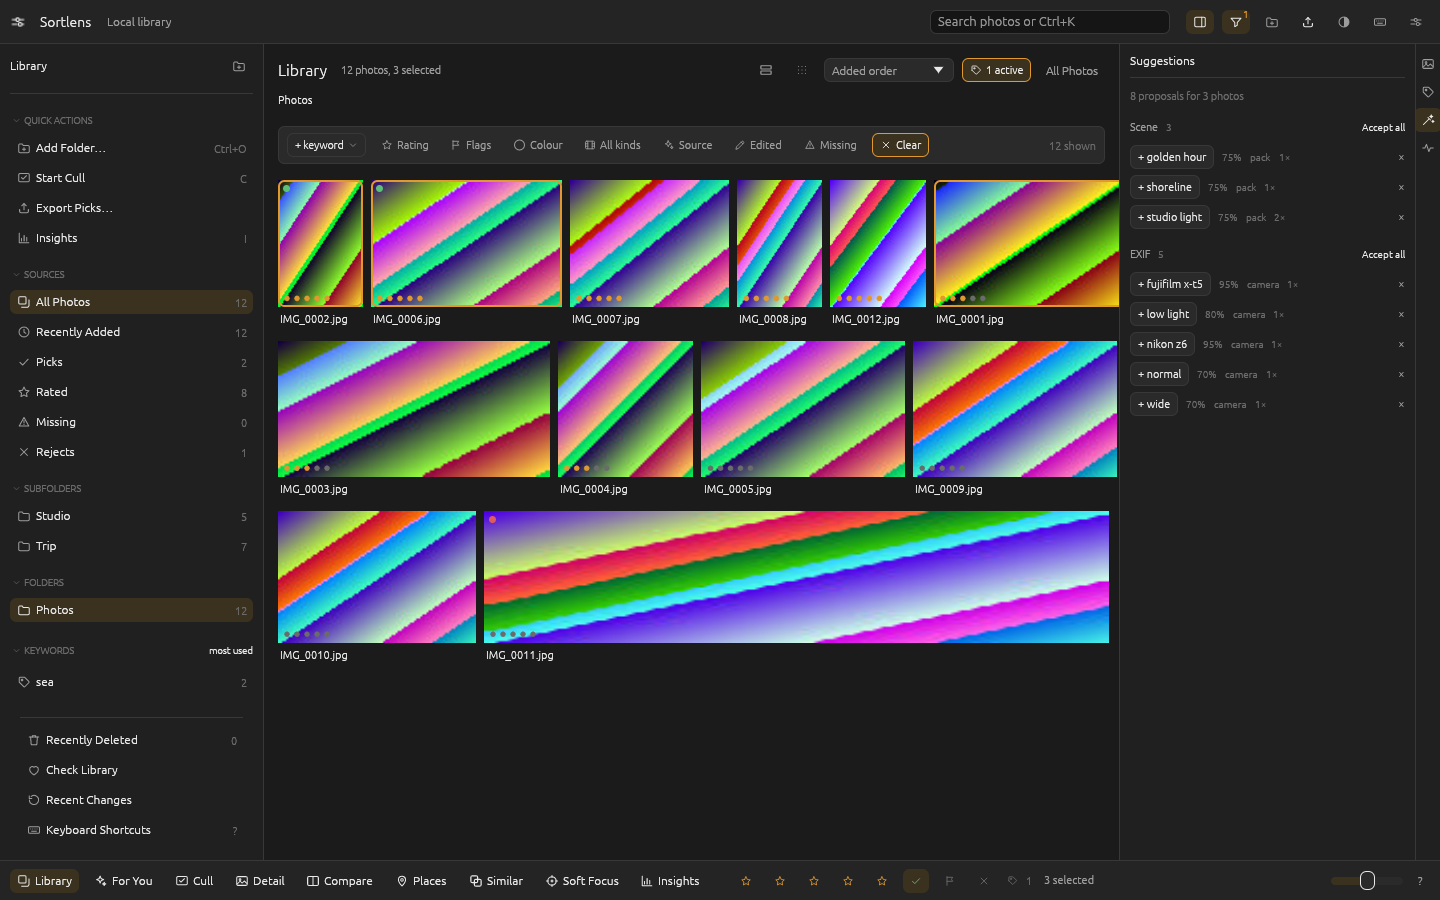 Sortlens Local library
Search photos or Ctrl+K
1
Library
QUICK ACTIONS
Add Folder... Ctrl+O
Start Cull C
Export Picks...
Insights I
SOURCES
All Photos 12
Recently Added 12
Picks 2
Rated 8
Missing 0
Rejects 1
SUBFOLDERS
Studio 5
Trip 7
FOLDERS
Photos 12
KEYWORDS most used
sea 2
Recently Deleted 0
Check Library
Recent Changes
Keyboard Shortcuts ?
Library 12 photos, 3 selected
Added order
1 active
All Photos
Photos
+ keyword Rating Flags Colour All kinds Source Edited Missing × Clear 12 shown
IMG_0002.jpg IMG_0006.jpg IMG_0007.jpg IMG_0008.jpg IMG_0012.jpg IMG_0001.jpg
IMG_0003.jpg IMG_0004.jpg IMG_0005.jpg IMG_0009.jpg
IMG_0010.jpg IMG_0011.jpg
Suggestions
8 proposals for 3 photos
Scene 3 Accept all
+ golden hour 75% pack 1× ×
+ shoreline 75% pack 1× ×
+ studio light 75% pack 2× ×
EXIF 5 Accept all
+ fujifilm x-t5 95% camera 1× ×
+ low light 80% camera 1× ×
+ nikon z6 95% camera 1× ×
+ normal 70% camera 1× ×
+ wide 70% camera 1× ×
Library For You Cull Detail Compare Places Similar Soft Focus Insights 1 3 selected ?